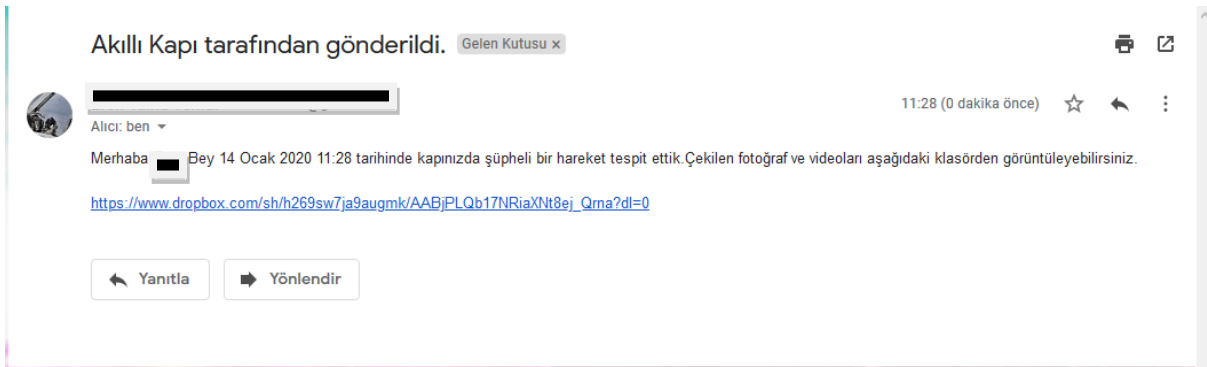 Akıllı Kapı tarafından gönderildi. Gelen Kutusu x
11:28 (0 dakika önce)
Alıcı: ben
Merhaba Bey 14 Ocak 2020 11:28 tarihinde kapınızda şüpheli bir hareket tespit ettik.Çekilen fotoğraf ve videoları aşağıdaki klasörden görüntüleyebilirsiniz.
https://www.dropbox.com/sh/h269sw7ja9augmk/AABjPLQb17NRiaXNt8ej_Qrna?dl=0
Yanıtla Yönlendir